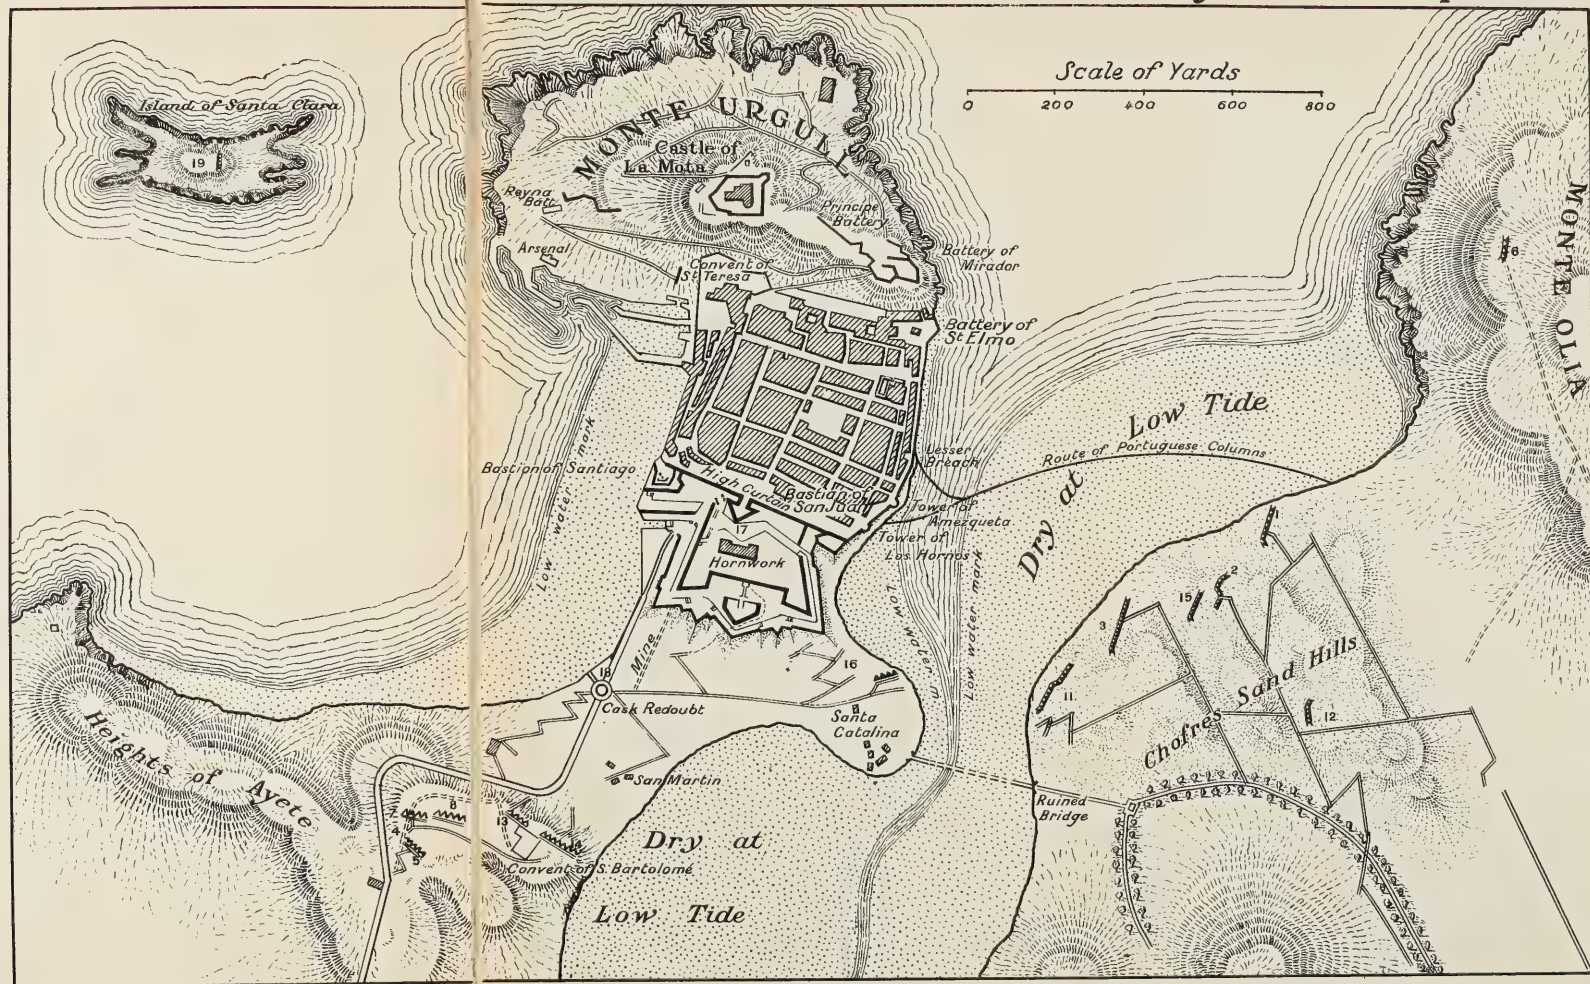 Island of Santa Clara
19
Scale of Yards
0 200 400 600 800
MONTE URGULL
Castle of
La Mota
Reyna
Batt.
Principe
Battery
Arsenal
Battery of
Mirador
Convent of
St Teresa
Battery of
St Elmo
MONTE OLIA
6
Low Tide
Dry at
Route of Portuguese Columns
Lesser
Breach
Low water mark
Bastion of Santiago
High Curtain
Bastian of
San Juan
Tower of
Amezqueta
Tower of
Los Hornos
17
Hornwork
Low water m
Low water mark
1
2
15
3
11
12
Chofres Sand Hills
Mine
16
18
Cask Redoubt
Santa
Catalina
San Martin
Ruined
Bridge
Heights of Ayete
7
8
4
13
5
Convent of S. Bartolomé
Dry at
Low Tide